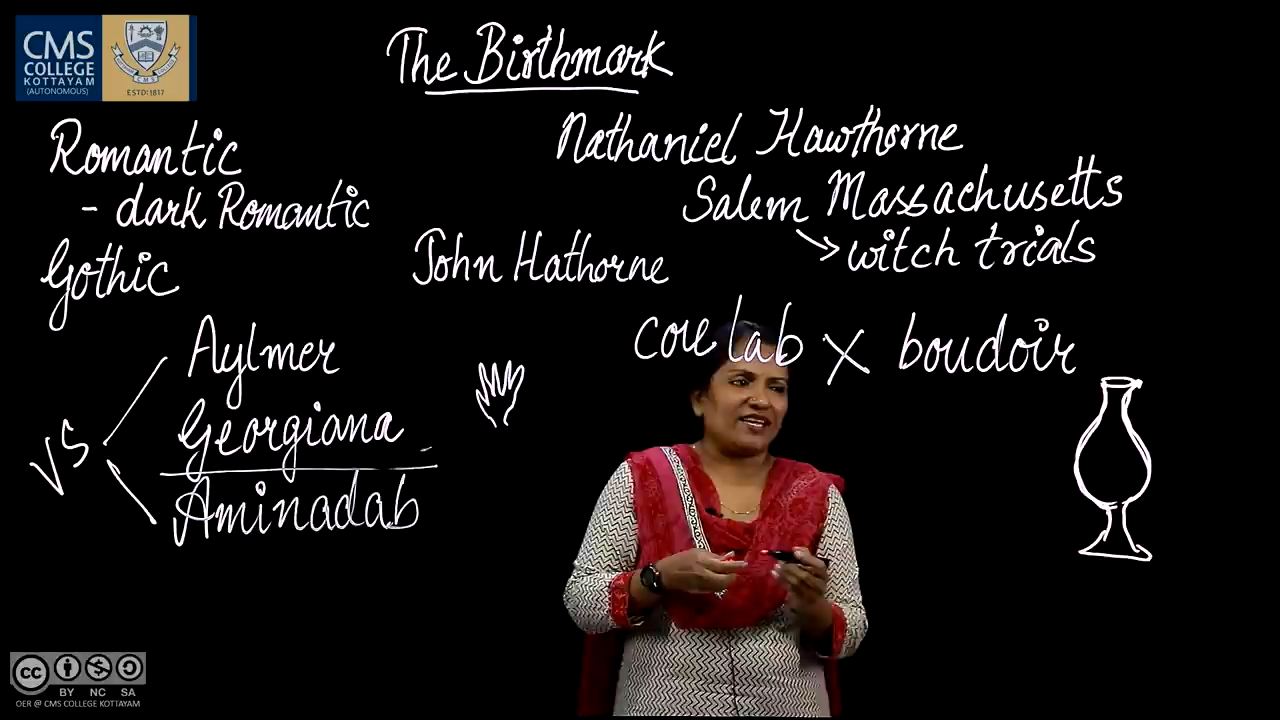 CMS
COLLEGE
KOTTAYAM
(AUTONOMOUS)
ESTD:1817
The Birthmark
Romantic
- dark Romantic
Gothic
Nathaniel Hawthorne
Salem Massachusetts
witch trials
John Hathorne
Aylmer
VS
Georgiana
Aminadab
lab X boudoir
CC BY NC SA
OER @ CMS COLLEGE KOTTAYAM